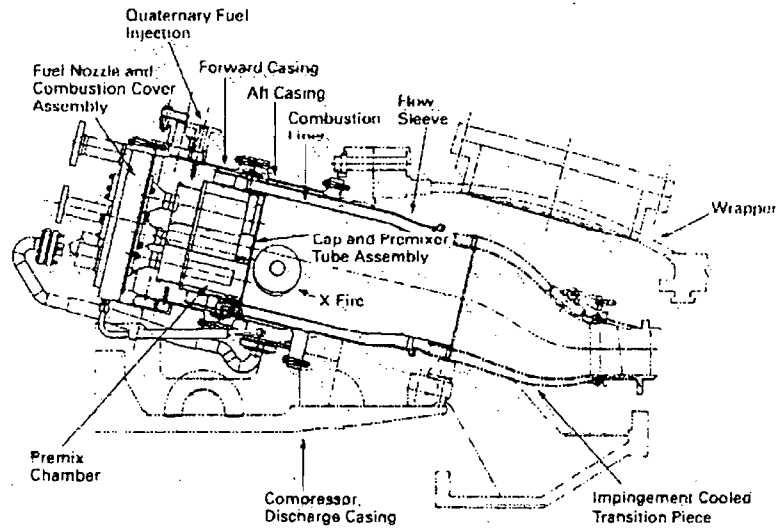 Quaternary Fuel
Injection
Fuel Nozzle and
Combustion Cover
Assembly
Forward Casing
Aft Casing
Combustion
Liner
Flow
Sleeve
Wrapper
Cap and Premixer
Tube Assembly
X Fire
Premix
Chamber
Compressor
Discharge Casing
Impingement Cooled
Transition Piece